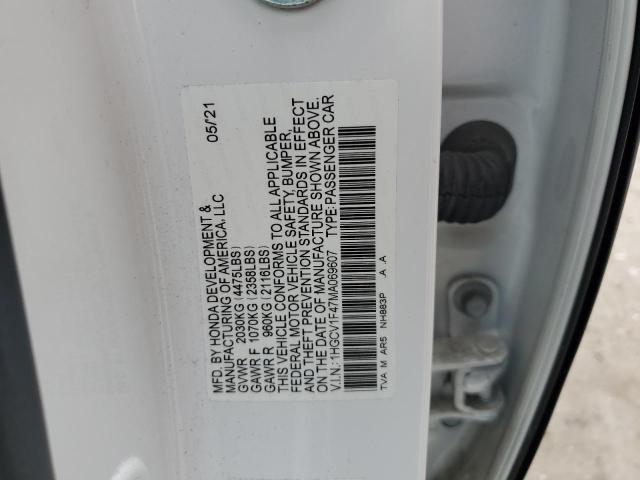 MFD. BY HONDA DEVELOPMENT & 05/21
MANUFACTURING OF AMERICA, LLC
GVWR 2030KG (4475LBS)
GAWR F 1070KG (2358LBS)
GAWR R 960KG (2116LBS)
THIS VEHICLE CONFORMS TO ALL APPLICABLE
FEDERAL MOTOR VEHICLE SAFETY, BUMPER,
AND THEFT PREVENTION STANDARDS IN EFFECT
ON THE DATE OF MANUFACTURE SHOWN ABOVE.
V.I.N.:1HGCV1F47MA069607 TYPE:PASSENGER CAR
TVA M AR5 NH883P A .A